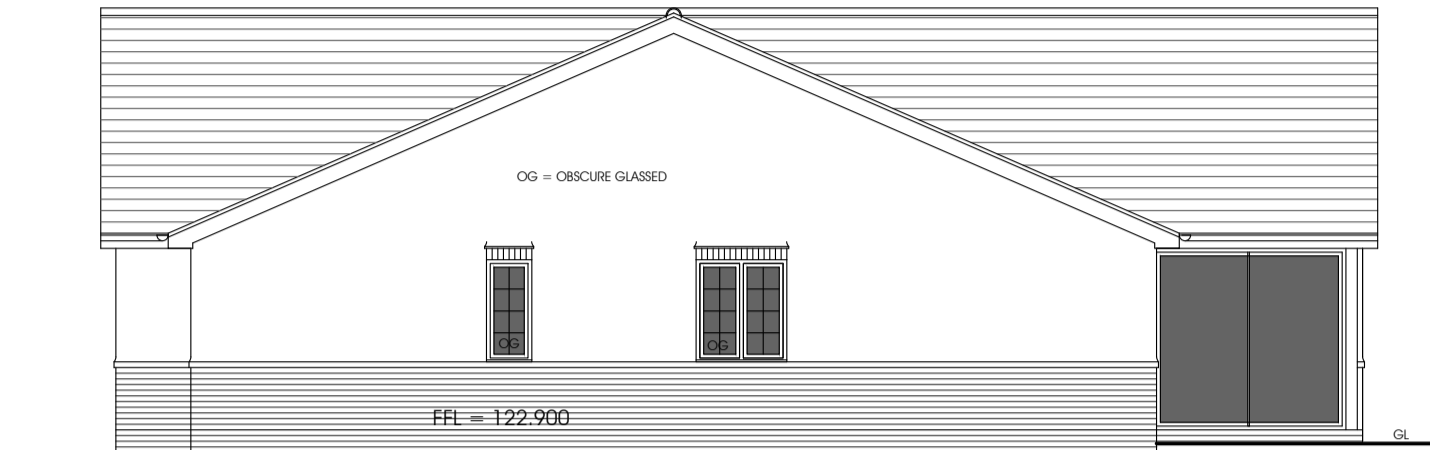 OG = OBSCURE GLASSED
OG
OG
FFL = 122.900
GL